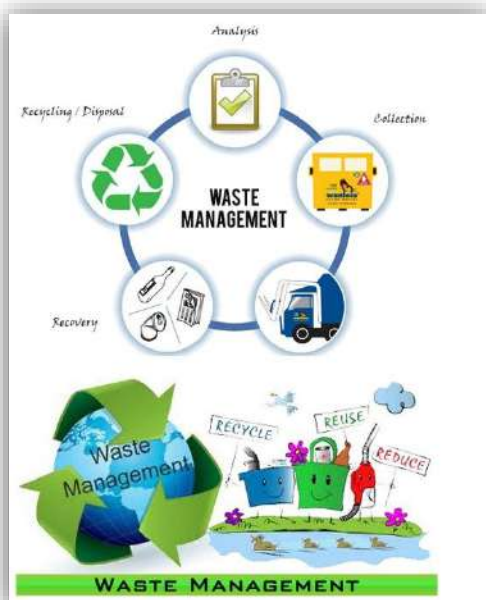 Analysis
Recycling / Disposal
Collection
WASTE
MANAGEMENT
Recovery
Waste
Management
RECYCLE
REUSE
REDUCE
WASTE MANAGEMENT